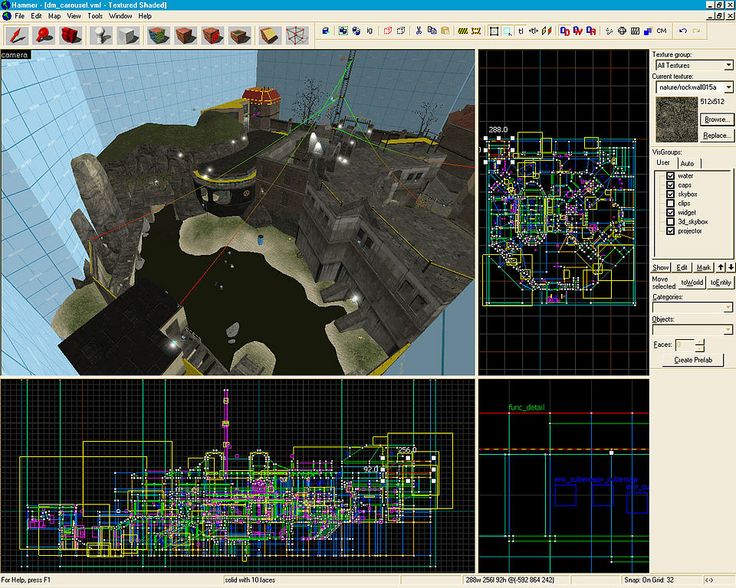 Hammer - [dm_carousel.vmf - Textured Shaded]
File Edit Map View Tools Window Help
camera
Texture group:
All Textures
Current texture:
nature/rockwall015a
512x512
Browse...
Replace...
VisGroups:
User Auto
water
caps
skybox
clips
widget
3d_skybox
projector
Show Edit Mark
Move selected: toWorld toEntity
Categories:
Objects:
Faces: 0
Create Prefab
288.0
256.0
92.0
func_detail
For Help, press F1
solid with 10 faces
288w 256l 92h @(-592 864 242)
Snap: On Grid: 32